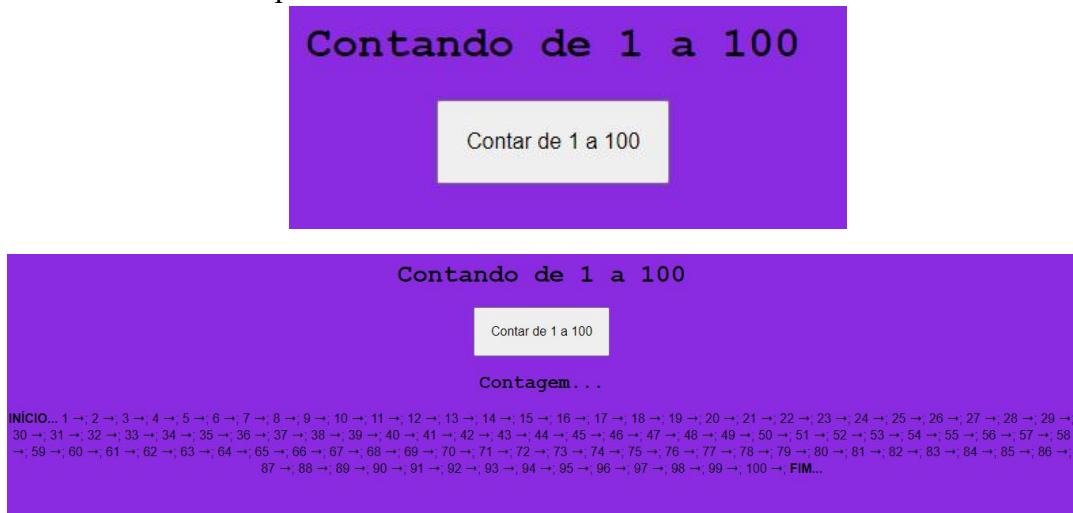 Contando de 1 a 100
Contar de 1 a 100
Contando de 1 a 100
Contar de 1 a 100
Contagem...
INÍCIO... 1 →; 2 →; 3 →; 4 →; 5 →; 6 →; 7 →; 8 →; 9 →; 10 →; 11 →; 12 →; 13 →; 14 →; 15 →; 16 →; 17 →; 18 →; 19 →; 20 →; 21 →; 22 →; 23 →; 24 →; 25 →; 26 →; 27 →; 28 →; 29 →;
30 →; 31 →; 32 →; 33 →; 34 →; 35 →; 36 →; 37 →; 38 →; 39 →; 40 →; 41 →; 42 →; 43 →; 44 →; 45 →; 46 →; 47 →; 48 →; 49 →; 50 →; 51 →; 52 →; 53 →; 54 →; 55 →; 56 →; 57 →; 58
→; 59 →; 60 →; 61 →; 62 →; 63 →; 64 →; 65 →; 66 →; 67 →; 68 →; 69 →; 70 →; 71 →; 72 →; 73 →; 74 →; 75 →; 76 →; 77 →; 78 →; 79 →; 80 →; 81 →; 82 →; 83 →; 84 →; 85 →; 86 →;
87 →; 88 →; 89 →; 90 →; 91 →; 92 →; 93 →; 94 →; 95 →; 96 →; 97 →; 98 →; 99 →; 100 →; FIM...